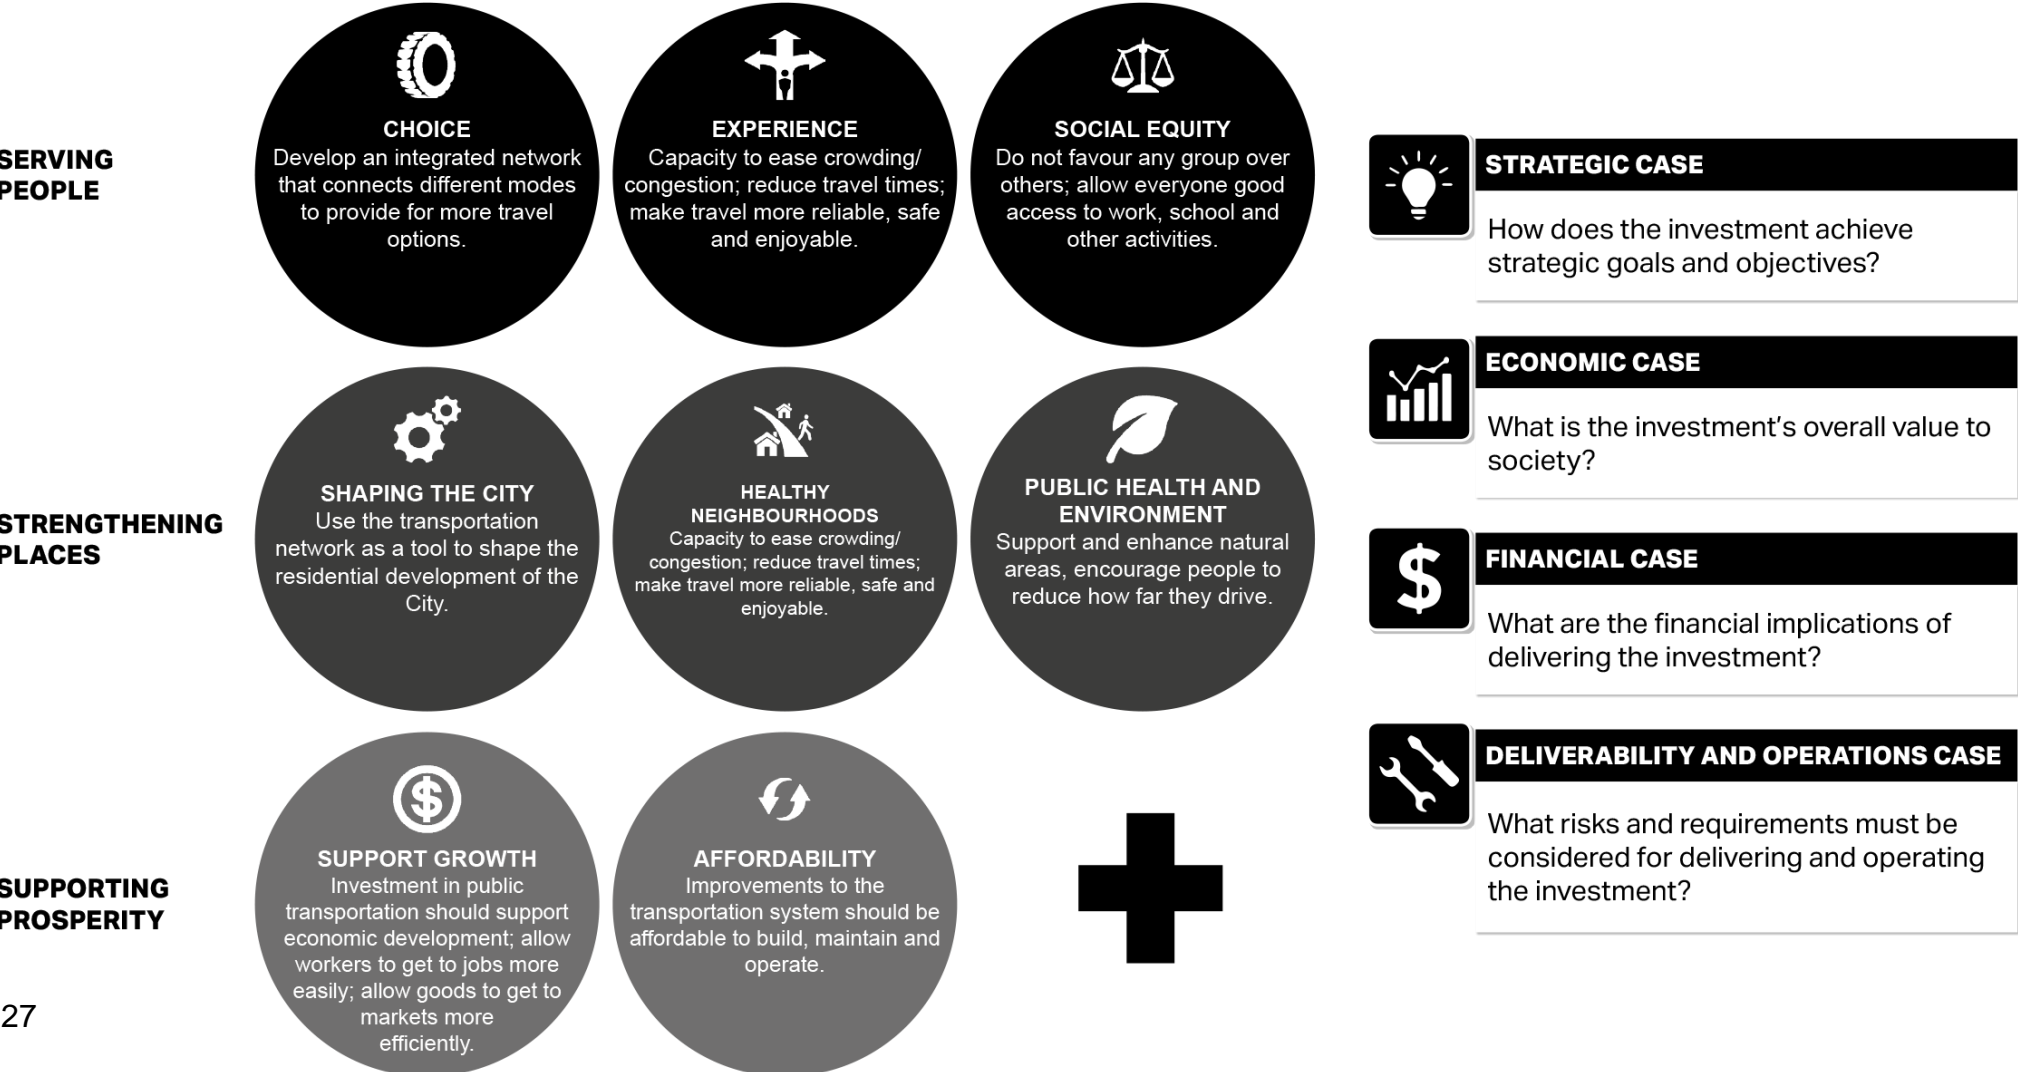 SERVING
PEOPLE
CHOICE
Develop an integrated network
that connects different modes
to provide for more travel
options.
EXPERIENCE
Capacity to ease crowding/
congestion; reduce travel times;
make travel more reliable, safe
and enjoyable.
SOCIAL EQUITY
Do not favour any group over
others; allow everyone good
access to work, school and
other activities.
STRENGTHENING
PLACES
SHAPING THE CITY
Use the transportation
network as a tool to shape the
residential development of the
City.
HEALTHY
NEIGHBOURHOODS
Capacity to ease crowding/
congestion; reduce travel times;
make travel more reliable, safe and
enjoyable.
PUBLIC HEALTH AND
ENVIRONMENT
Support and enhance natural
areas, encourage people to
reduce how far they drive.
SUPPORTING
PROSPERITY
SUPPORT GROWTH
Investment in public
transportation should support
economic development; allow
workers to get to jobs more
easily; allow goods to get to
markets more
efficiently.
AFFORDABILITY
Improvements to the
transportation system should be
affordable to build, maintain and
operate.
STRATEGIC CASE
How does the investment achieve
strategic goals and objectives?
ECONOMIC CASE
What is the investment’s overall value to
society?
$
FINANCIAL CASE
What are the financial implications of
delivering the investment?
DELIVERABILITY AND OPERATIONS CASE
What risks and requirements must be
considered for delivering and operating
the investment?
27